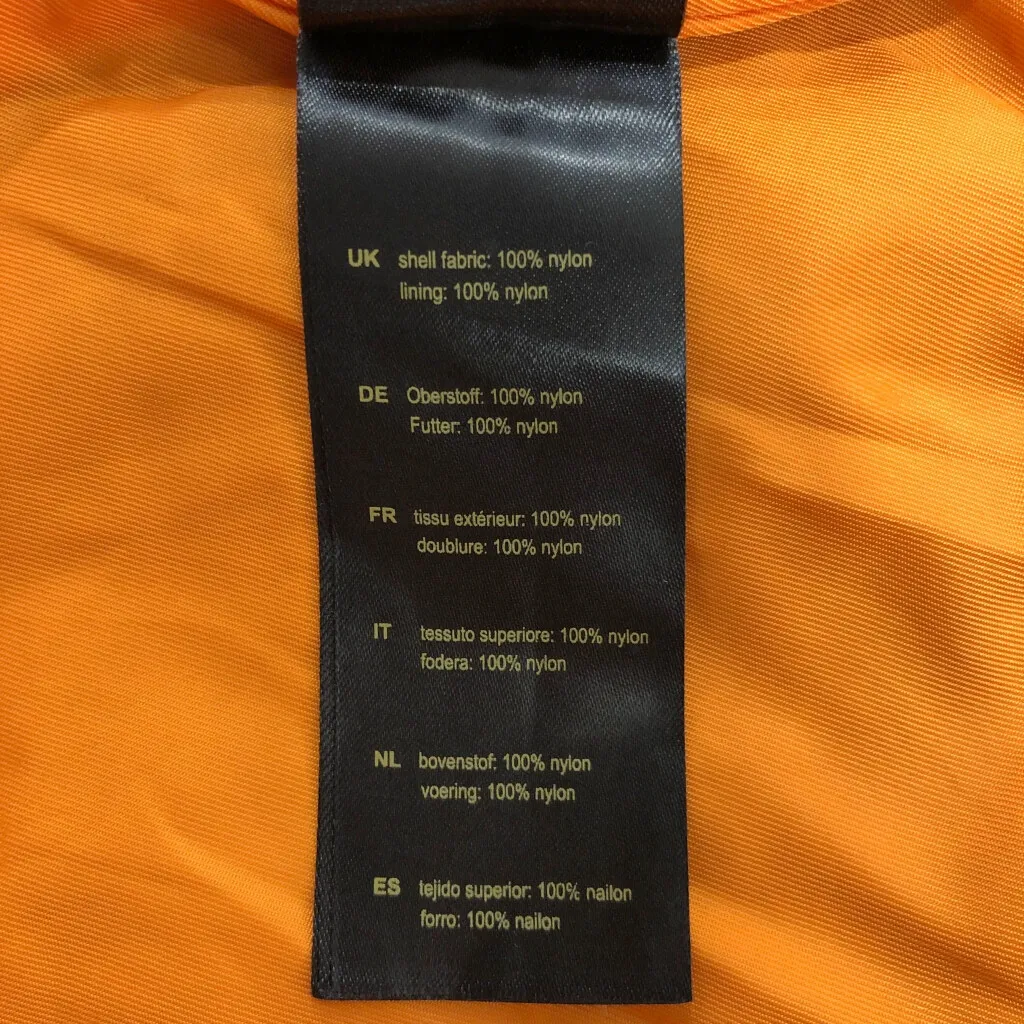 UK shell fabric: 100% nylon
lining: 100% nylon
DE Oberstoff: 100% nylon
Futter: 100% nylon
FR tissu extérieur: 100% nylon
doublure: 100% nylon
IT tessuto superiore: 100% nylon
fodera: 100% nylon
NL bovenstof: 100% nylon
voering: 100% nylon
ES tejido superior: 100% nailon
forro: 100% nailon